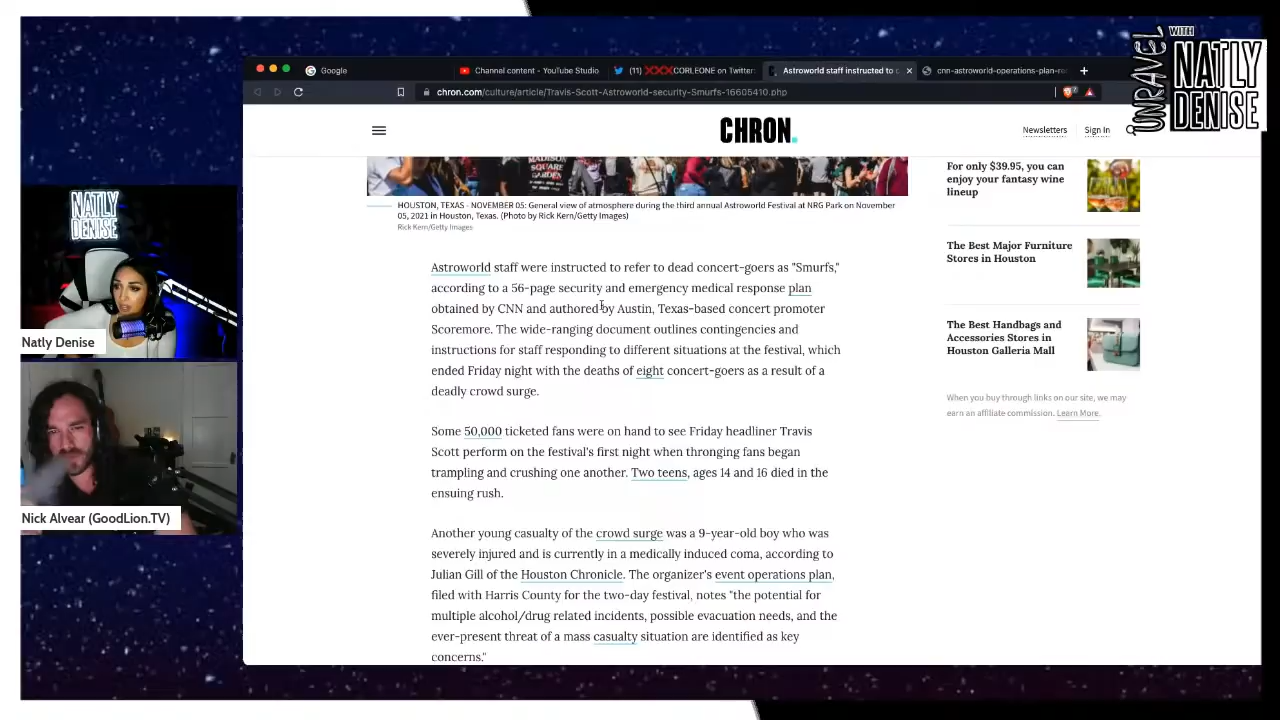 UNRAVEL
WITH
NATLY
DENISE
Google
Channel content - YouTube Studio
(11) ❌❌❌CORLEONE on Twitter:
Astroworld staff instructed to
cnn-astroworld-operations-plan-
chron.com/culture/article/Travis-Scott-Astroworld-security-Smurfs-16605410.php
CHRON.
Newsletters
Sign In
MADISON
SQUARE
GARDEN
HOUSTON, TEXAS - NOVEMBER 05: General view of atmosphere during the third annual Astroworld Festival at NRG Park on November
05, 2021 in Houston, Texas. (Photo by Rick Kern/Getty Images)
Rick Kern/Getty Images
Astroworld staff were instructed to refer to dead concert-goers as "Smurfs,"
according to a 56-page security and emergency medical response plan
obtained by CNN and authored by Austin, Texas-based concert promoter
Scoremore. The wide-ranging document outlines contingencies and
instructions for staff responding to different situations at the festival, which
ended Friday night with the deaths of eight concert-goers as a result of a
deadly crowd surge.
Some 50,000 ticketed fans were on hand to see Friday headliner Travis
Scott perform on the festival's first night when thronging fans began
trampling and crushing one another. Two teens, ages 14 and 16 died in the
ensuing rush.
Another young casualty of the crowd surge was a 9-year-old boy who was
severely injured and is currently in a medically induced coma, according to
Julian Gill of the Houston Chronicle. The organizer's event operations plan,
filed with Harris County for the two-day festival, notes "the potential for
multiple alcohol/drug related incidents, possible evacuation needs, and the
ever-present threat of a mass casualty situation are identified as key
concerns."
For only $39.95, you can
enjoy your fantasy wine
lineup
The Best Major Furniture
Stores in Houston
The Best Handbags and
Accessories Stores in
Houston Galleria Mall
When you buy through links on our site, we may
earn an affiliate commission. Learn More.
NATLY
DENISE
Natly Denise
Nick Alvear (GoodLion.TV)